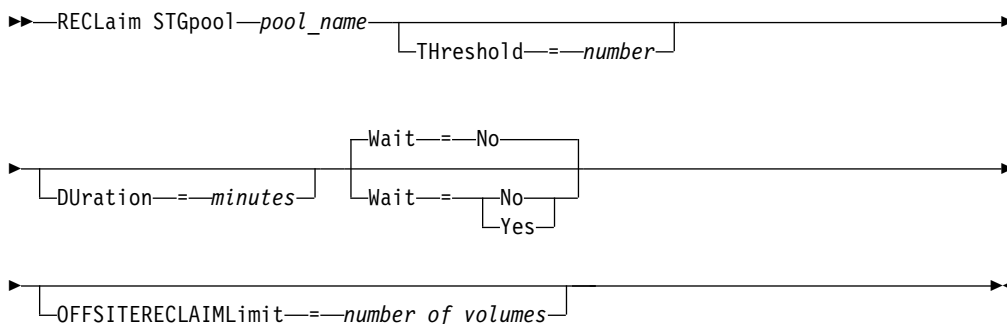 RECLaim STGpool pool_name
THreshold = number
Wait = No
DUration = minutes
Wait = No
Yes
OFFSITERECLAIMLimit = number of volumes